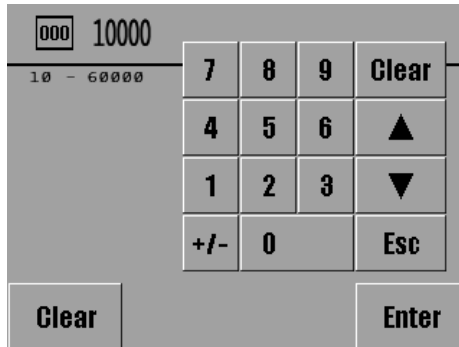 000 10000
10 - 60000
7 8 9 Clear
4 5 6
1 2 3
+/- 0 Esc
Clear Enter